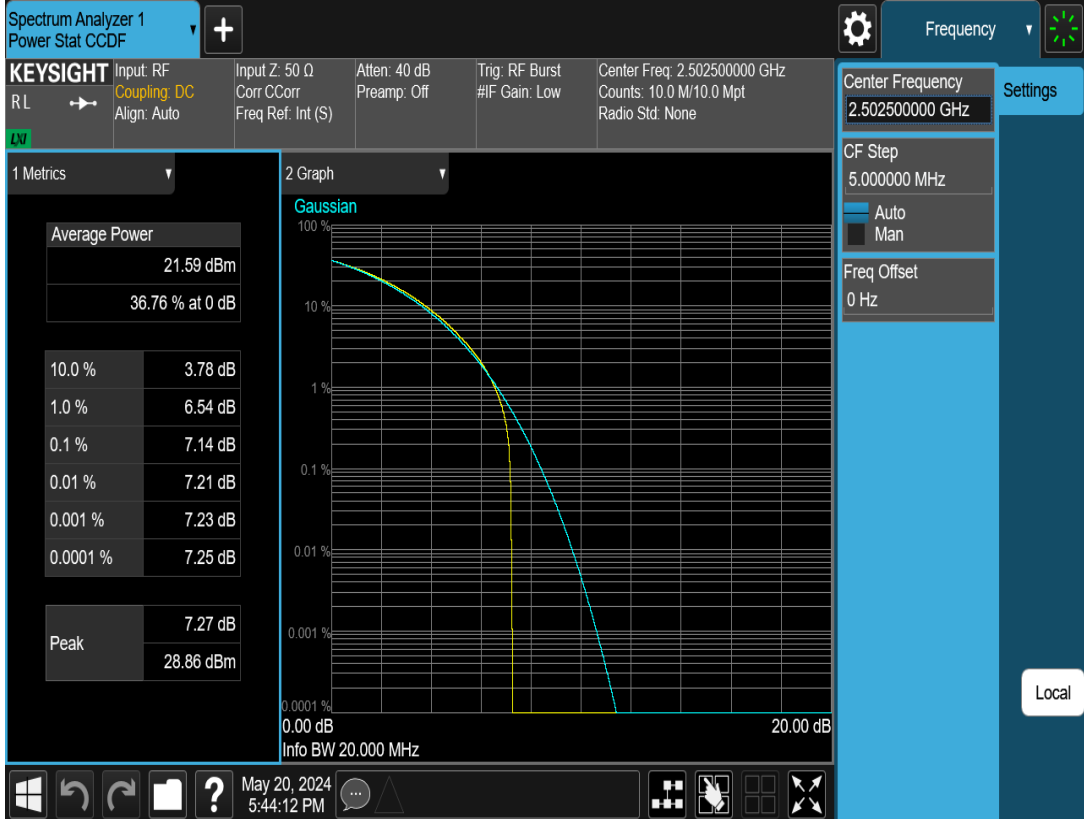 Spectrum Analyzer 1
Power Stat CCDF
Frequency
KEYSIGHT
R L
LXI
Input: RF
Coupling: DC
Align: Auto
Input Z: 50 Ω
Corr CCorr
Freq Ref: Int (S)
Atten: 40 dB
Preamp: Off
Trig: RF Burst
#IF Gain: Low
Center Freq: 2.502500000 GHz
Counts: 10.0 M/10.0 Mpt
Radio Std: None
Center Frequency
2.502500000 GHz
Settings
CF Step
5.000000 MHz
Auto
Man
Freq Offset
0 Hz
1 Metrics
Average Power
21.59 dBm
36.76 % at 0 dB
10.0 % 3.78 dB
1.0 % 6.54 dB
0.1 % 7.14 dB
0.01 % 7.21 dB
0.001 % 7.23 dB
0.0001 % 7.25 dB
Peak 7.27 dB
28.86 dBm
2 Graph
Gaussian
100 %
10 %
1 %
0.1 %
0.01 %
0.001 %
0.0001 %
0.00 dB 20.00 dB
Info BW 20.000 MHz
Local
May 20, 2024
5:44:12 PM